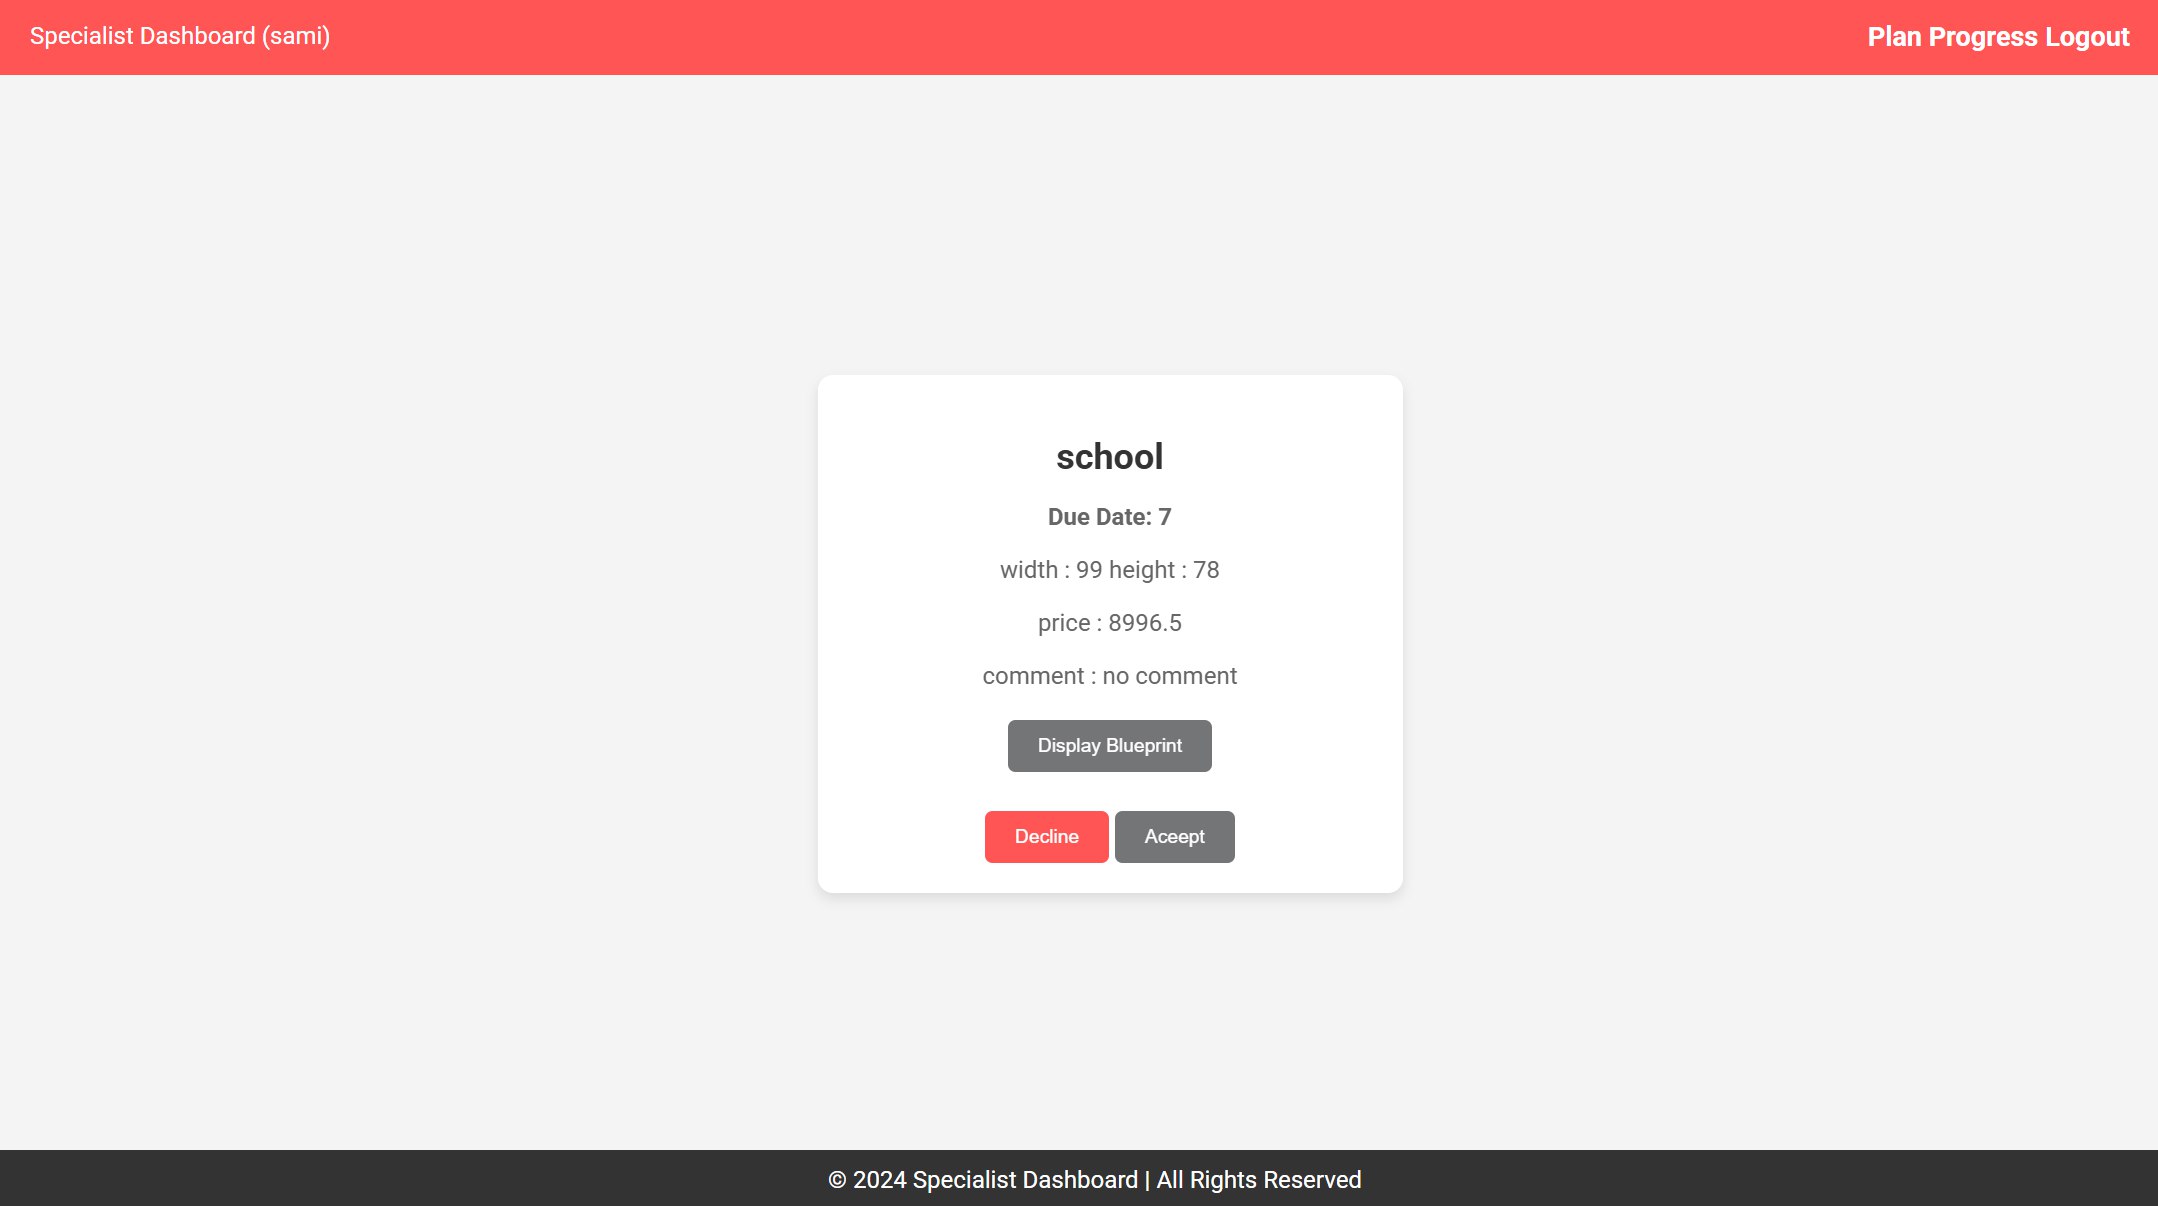 Specialist Dashboard (sami)
Plan Progress Logout
school
Due Date: 7
width : 99 height : 78
price : 8996.5
comment : no comment
Display Blueprint
Decline Aceept
© 2024 Specialist Dashboard | All Rights Reserved